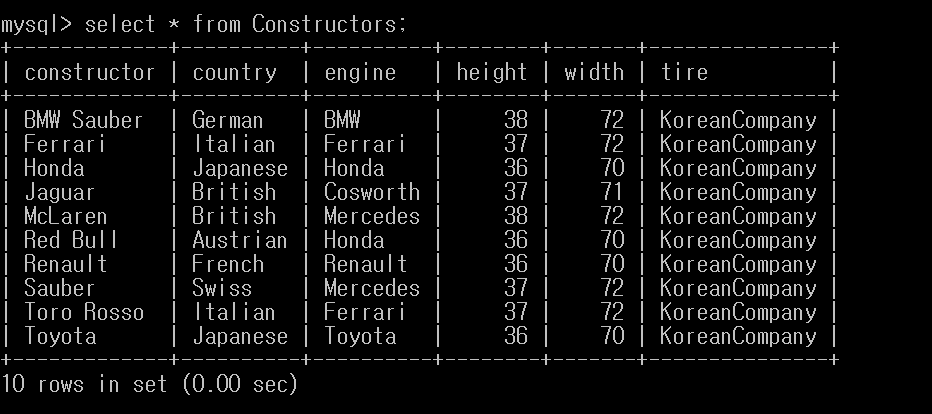 mysql> select * from Constructors;
+-------------+----------+----------+--------+-------+---------------+
| constructor | country  | engine   | height | width | tire          |
+-------------+----------+----------+--------+-------+---------------+
| BMW Sauber  | German   | BMW      |     38 |    72 | KoreanCompany |
| Ferrari     | Italian  | Ferrari  |     37 |    72 | KoreanCompany |
| Honda       | Japanese | Honda    |     36 |    70 | KoreanCompany |
| Jaguar      | British  | Cosworth |     37 |    71 | KoreanCompany |
| McLaren     | British  | Mercedes |     38 |    72 | KoreanCompany |
| Red Bull    | Austrian | Honda    |     36 |    70 | KoreanCompany |
| Renault     | French   | Renault  |     36 |    70 | KoreanCompany |
| Sauber      | Swiss    | Mercedes |     37 |    72 | KoreanCompany |
| Toro Rosso  | Italian  | Ferrari  |     37 |    72 | KoreanCompany |
| Toyota      | Japanese | Toyota   |     36 |    70 | KoreanCompany |
+-------------+----------+----------+--------+-------+---------------+
10 rows in set (0.00 sec)